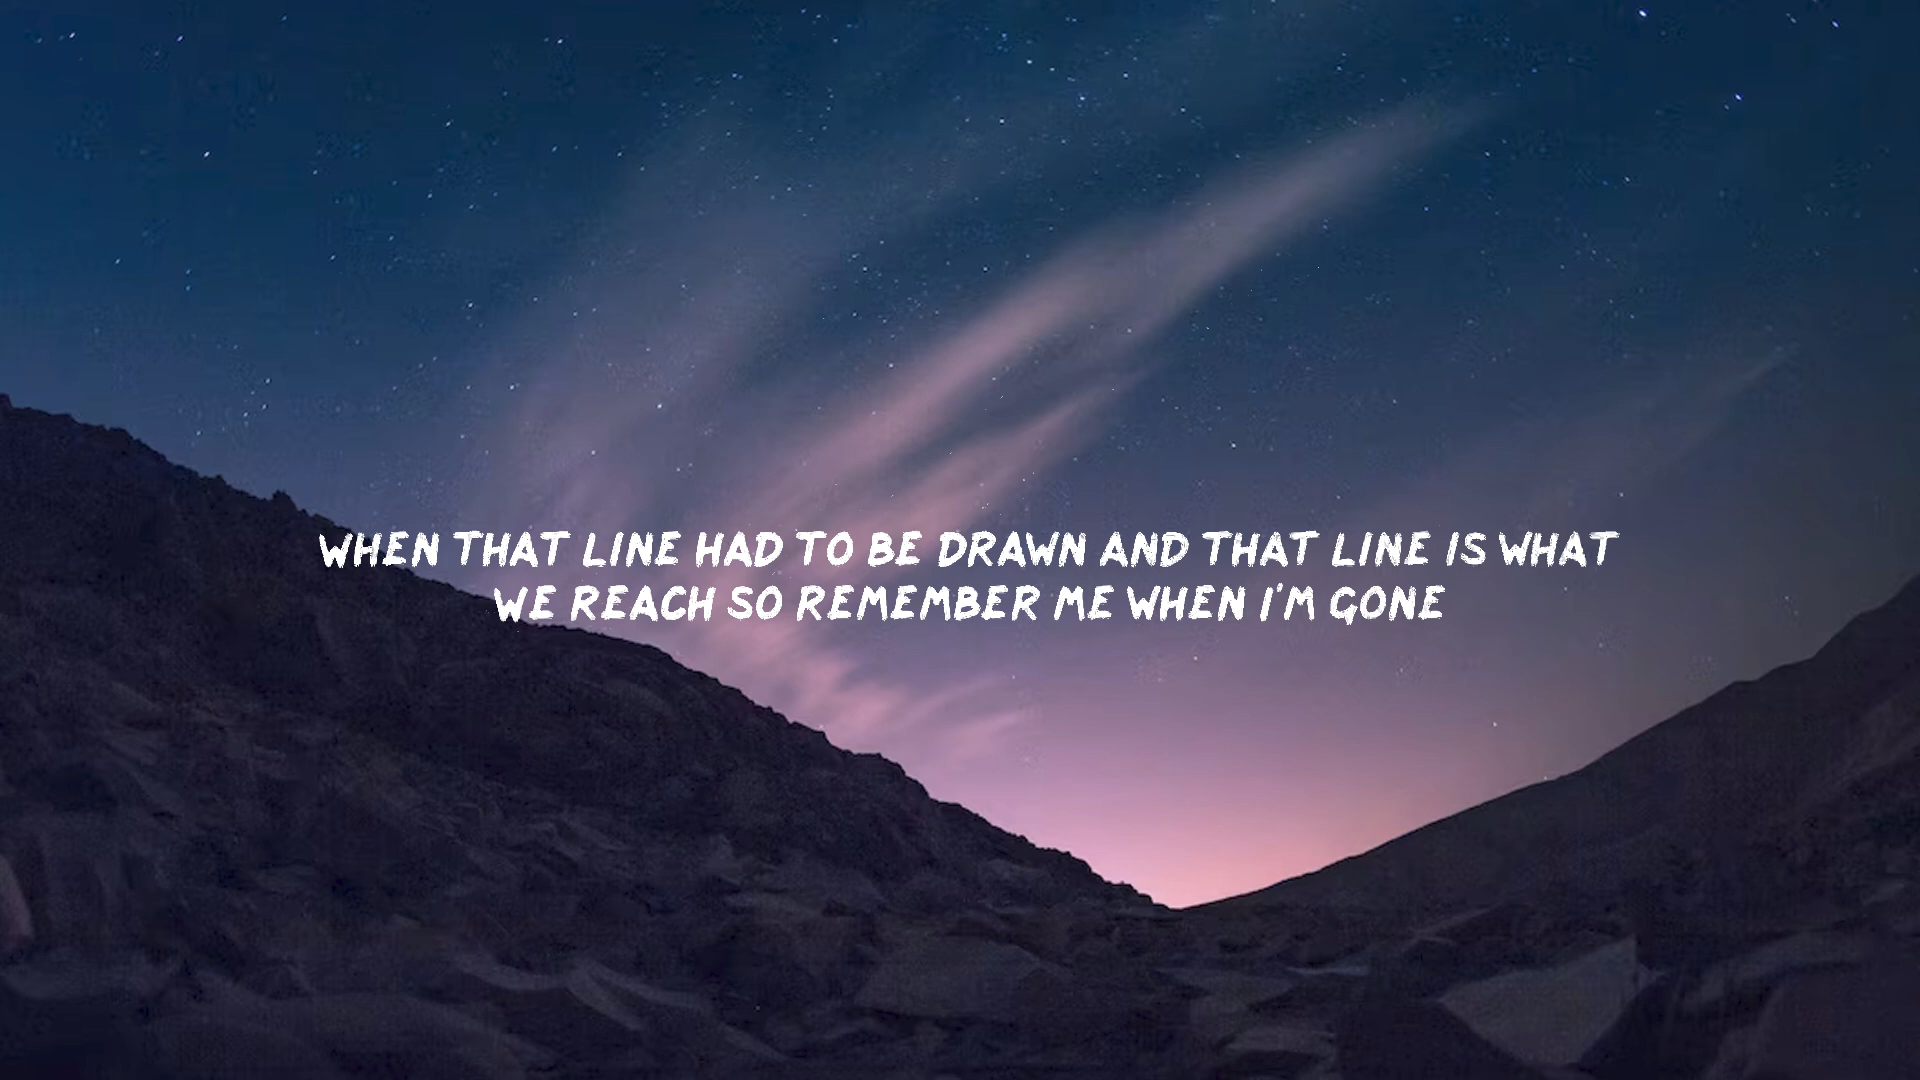 WHEN THAT LINE HAD TO BE DRAWN AND THAT LINE IS WHAT
WE REACH SO REMEMBER ME WHEN I'M GONE